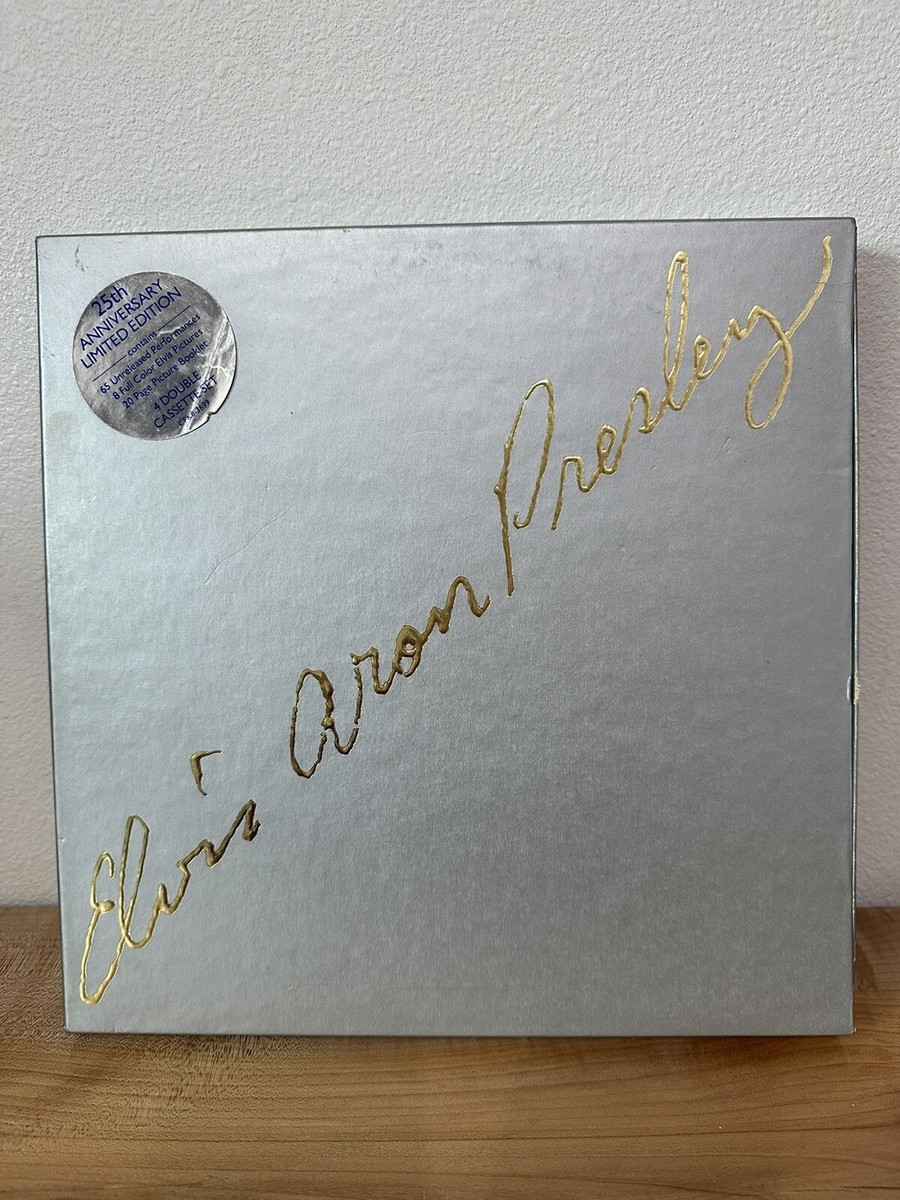 25th
ANNIVERSARY
LIMITED EDITION
contains
65 Unreleased Performances
8 Full Color Elvis Pictures
20 Page Picture Booklet
4 DOUBLE
CASSETTE SET
Elvis Aron Presley